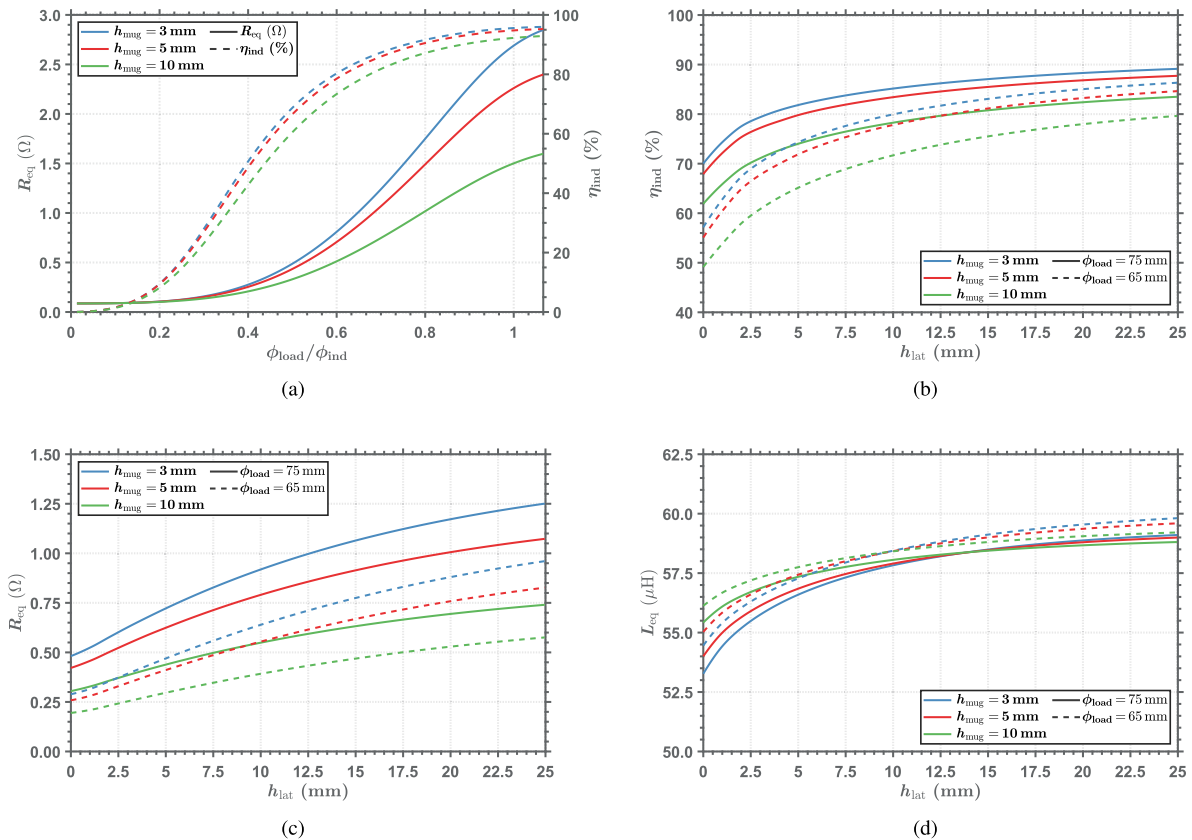 3.0
2.5
2.0
1.5
1.0
0.5
0.0
R_eq (Ω)
h_mug = 3 mm R_eq (Ω)
h_mug = 5 mm η_ind (%)
h_mug = 10 mm
100
80
60
40
20
0
η_ind (%)
0.2 0.4 0.6 0.8 1
ϕ_load/ϕ_ind
(a)
100
90
80
70
60
50
40
η_ind (%)
h_mug = 3 mm ϕ_load = 75 mm
h_mug = 5 mm ϕ_load = 65 mm
h_mug = 10 mm
0 2.5 5 7.5 10 12.5 15 17.5 20 22.5 25
h_lat (mm)
(b)
1.50
1.25
1.00
0.75
0.50
0.25
0.00
R_eq (Ω)
h_mug = 3 mm ϕ_load = 75 mm
h_mug = 5 mm ϕ_load = 65 mm
h_mug = 10 mm
0 2.5 5 7.5 10 12.5 15 17.5 20 22.5 25
h_lat (mm)
(c)
62.5
60.0
57.5
55.0
52.5
50.0
L_eq (μH)
h_mug = 3 mm ϕ_load = 75 mm
h_mug = 5 mm ϕ_load = 65 mm
h_mug = 10 mm
0 2.5 5 7.5 10 12.5 15 17.5 20 22.5 25
h_lat (mm)
(d)